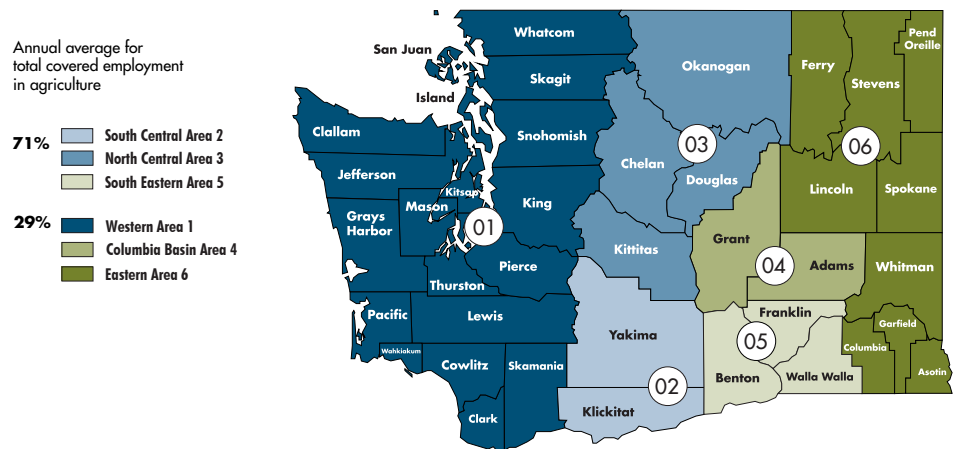 Annual average for
total covered employment
in agriculture
71%
South Central Area 2
North Central Area 3
South Eastern Area 5
29%
Western Area 1
Columbia Basin Area 4
Eastern Area 6
Whatcom
San Juan
Skagit
Island
Clallam
Snohomish
Jefferson
Kitsap
Mason
King
Grays
Harbor
01
Pierce
Thurston
Pacific
Lewis
Wahkiakum
Cowlitz
Skamania
Clark
Okanogan
03
Chelan
Douglas
Kittitas
Yakima
02
Klickitat
Grant
04
Adams
Franklin
05
Benton
Walla Walla
Ferry
Stevens
Pend
Oreille
06
Lincoln
Spokane
Whitman
Garfield
Columbia
Asotin